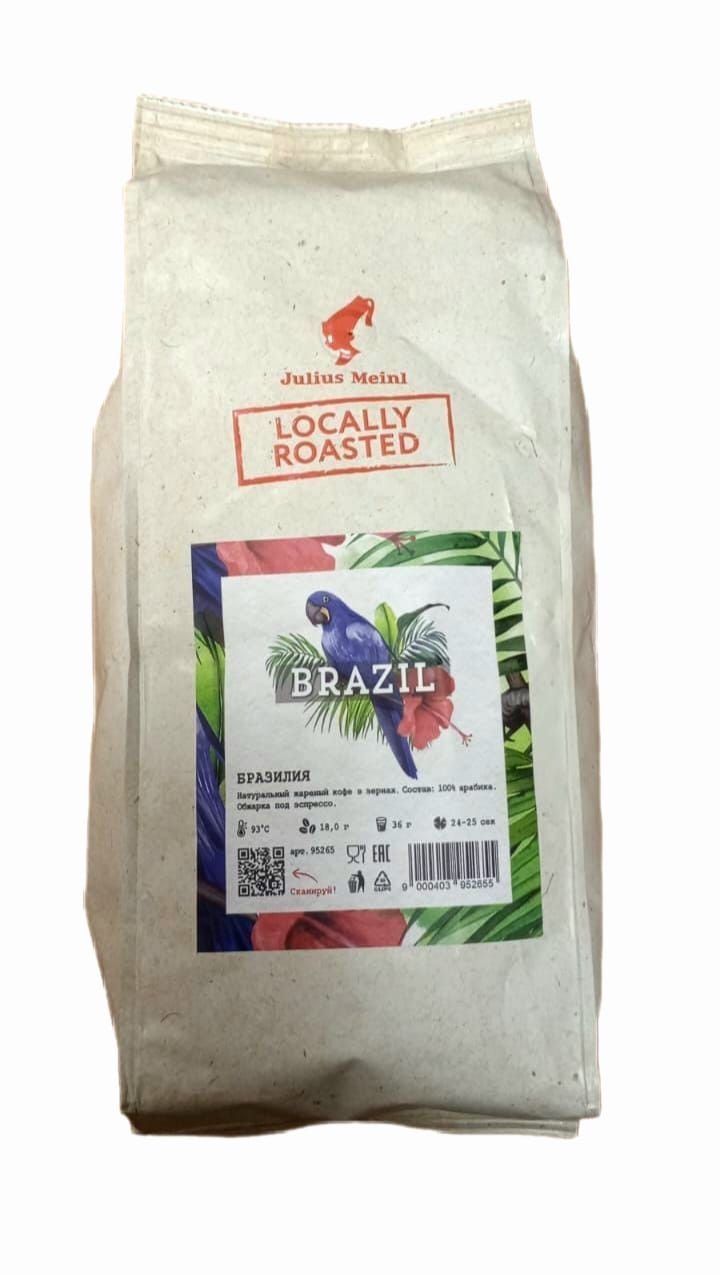 Julius Meinl
LOCALLY
ROASTED
BRAZIL
БРАЗИЛИЯ
Натуральный жареный кофе в зернах. Состав: 100% арабика.
Обжарка под эспрессо.
93°C 18,0 г 36 г 24-25 сек
арт. 95265 EAC
Сканируй!
9 000403 952655